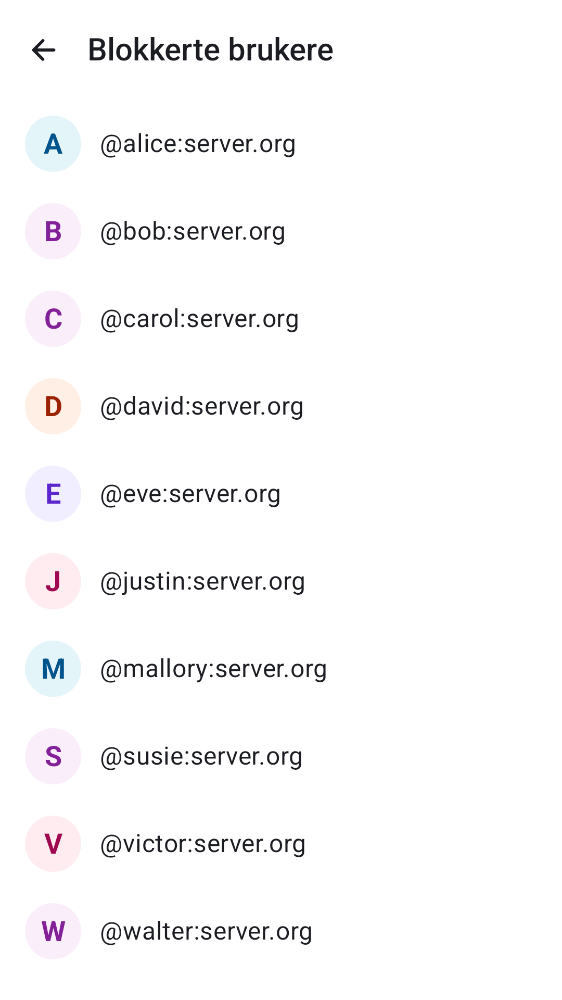 Blokkerte brukere
A @alice:server.org
B @bob:server.org
C @carol:server.org
D @david:server.org
E @eve:server.org
J @justin:server.org
M @mallory:server.org
S @susie:server.org
V @victor:server.org
W @walter:server.org